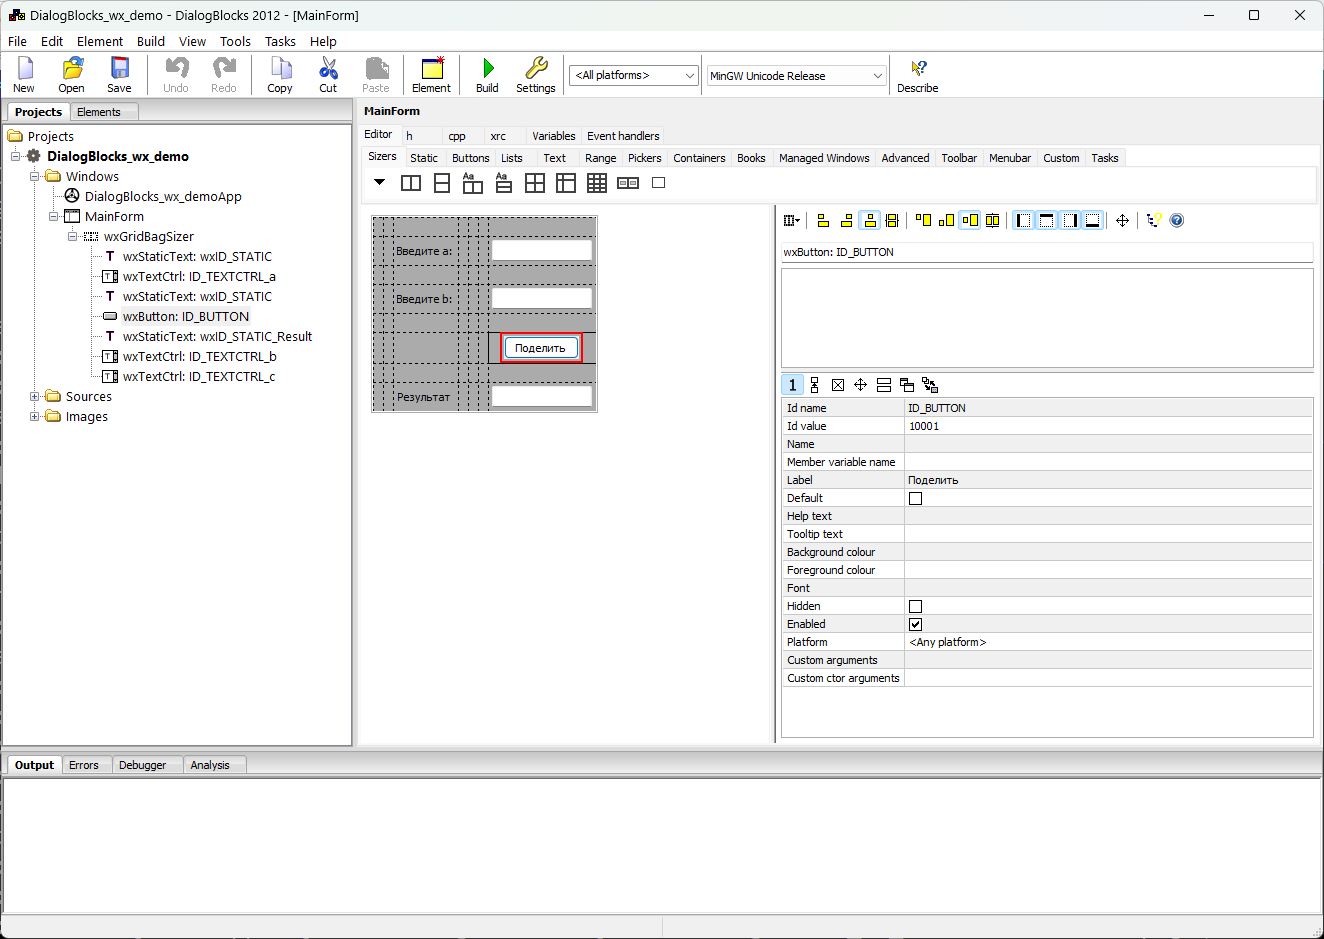 DialogBlocks_wx_demo - DialogBlocks 2012 - [MainForm]
File Edit Element Build View Tools Tasks Help
New Open Save Undo Redo Copy Cut Paste Element Build Settings <All platforms> MinGW Unicode Release Describe
Projects Elements
Projects
DialogBlocks_wx_demo
Windows
DialogBlocks_wx_demoApp
MainForm
wxGridBagSizer
wxStaticText: wxID_STATIC
wxTextCtrl: ID_TEXTCTRL_a
wxStaticText: wxID_STATIC
wxButton: ID_BUTTON
wxStaticText: wxID_STATIC_Result
wxTextCtrl: ID_TEXTCTRL_b
wxTextCtrl: ID_TEXTCTRL_c
Sources
Images
MainForm
Editor h cpp xrc Variables Event handlers
Sizers Static Buttons Lists Text Range Pickers Containers Books Managed Windows Advanced Toolbar Menubar Custom Tasks
Aa Aa
Введите a:
Введите b:
Поделить
Результат
wxButton: ID_BUTTON
1
Id name ID_BUTTON
Id value 10001
Name
Member variable name
Label Поделить
Default
Help text
Tooltip text
Background colour
Foreground colour
Font
Hidden
Enabled
Platform <Any platform>
Custom arguments
Custom ctor arguments
Output Errors Debugger Analysis